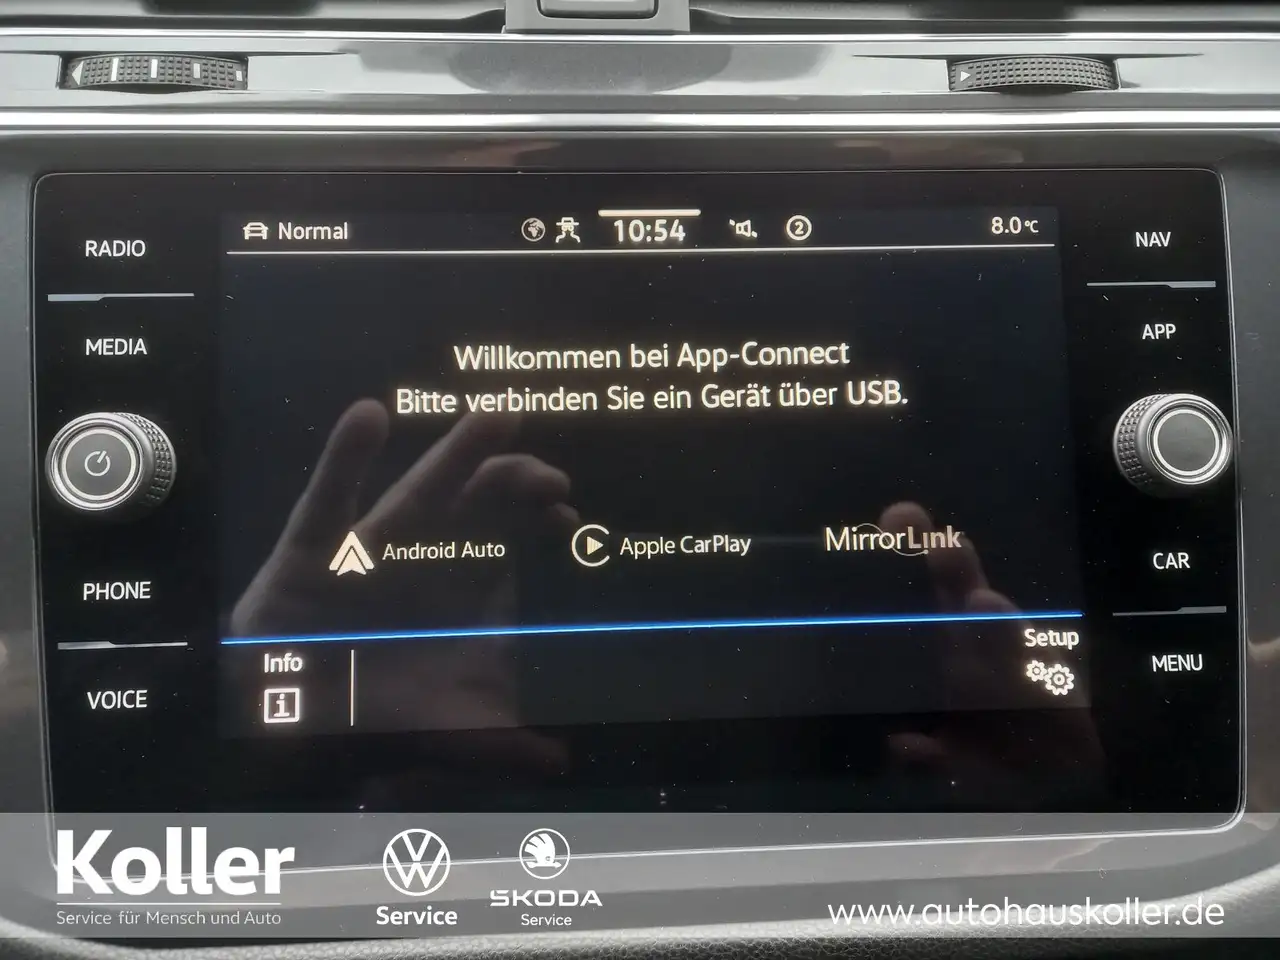 Normal
10:54
2
8.0°C
RADIO
NAV
MEDIA
APP
Willkommen bei App-Connect
Bitte verbinden Sie ein Gerät über USB.
Android Auto
Apple CarPlay
MirrorLink
PHONE
CAR
VOICE
MENU
Info
i
Setup
Koller
Service für Mensch und Auto
Service
ŠKODA
Service
www.autohauskoller.de